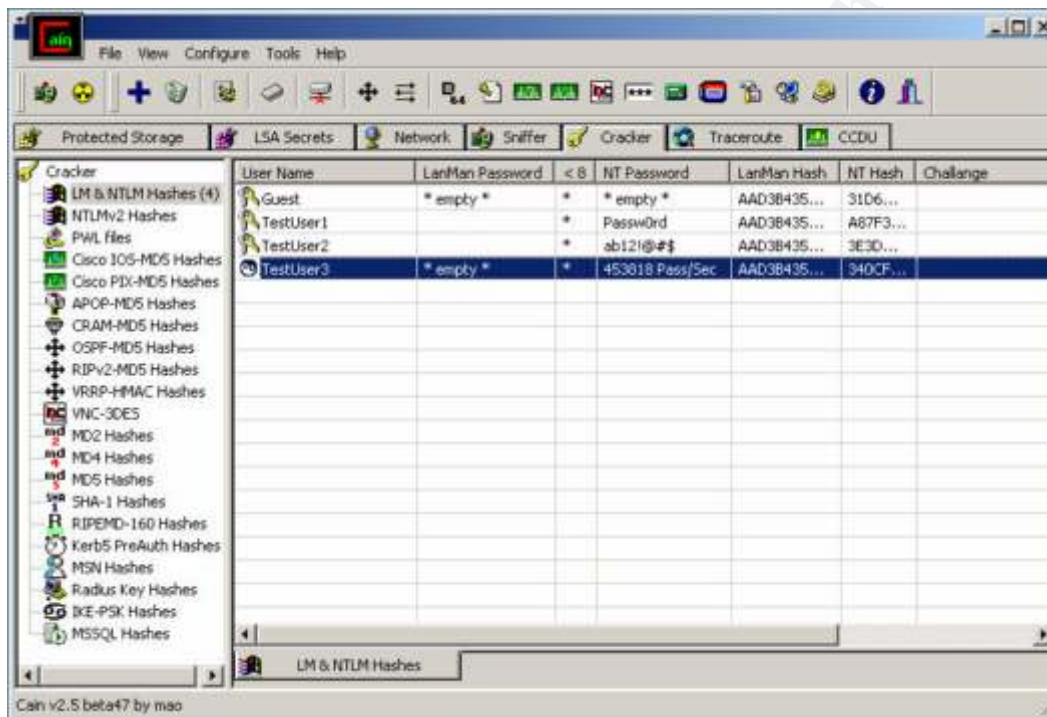 Cain
File View Configure Tools Help
Protected Storage LSA Secrets Network Sniffer Cracker Traceroute CCDU
Cracker
LM & NTLM Hashes (4)
NTLMv2 Hashes
PWL files
Cisco IOS-MD5 Hashes
Cisco PIX-MD5 Hashes
APOP-MD5 Hashes
CRAM-MD5 Hashes
OSPF-MD5 Hashes
RIPv2-MD5 Hashes
VRRP-HMAC Hashes
VNC-3DES
MD2 Hashes
MD4 Hashes
MD5 Hashes
SHA-1 Hashes
RIPEMD-160 Hashes
Kerb5 PreAuth Hashes
MSN Hashes
Radius Key Hashes
IKE-PSK Hashes
MSSQL Hashes
User Name LanMan Password < 8 NT Password LanMan Hash NT Hash Challange
Guest * empty * * * empty * AAD3B435... 31D6...
TestUser1 * Passw0rd AAD3B435... A87F3...
TestUser2 * ab12!@#$ AAD3B435... 3E3D...
TestUser3 * empty * * 453818 Pass/Sec AAD3B435... 340CF...
LM & NTLM Hashes
Cain v2.5 beta47 by mao